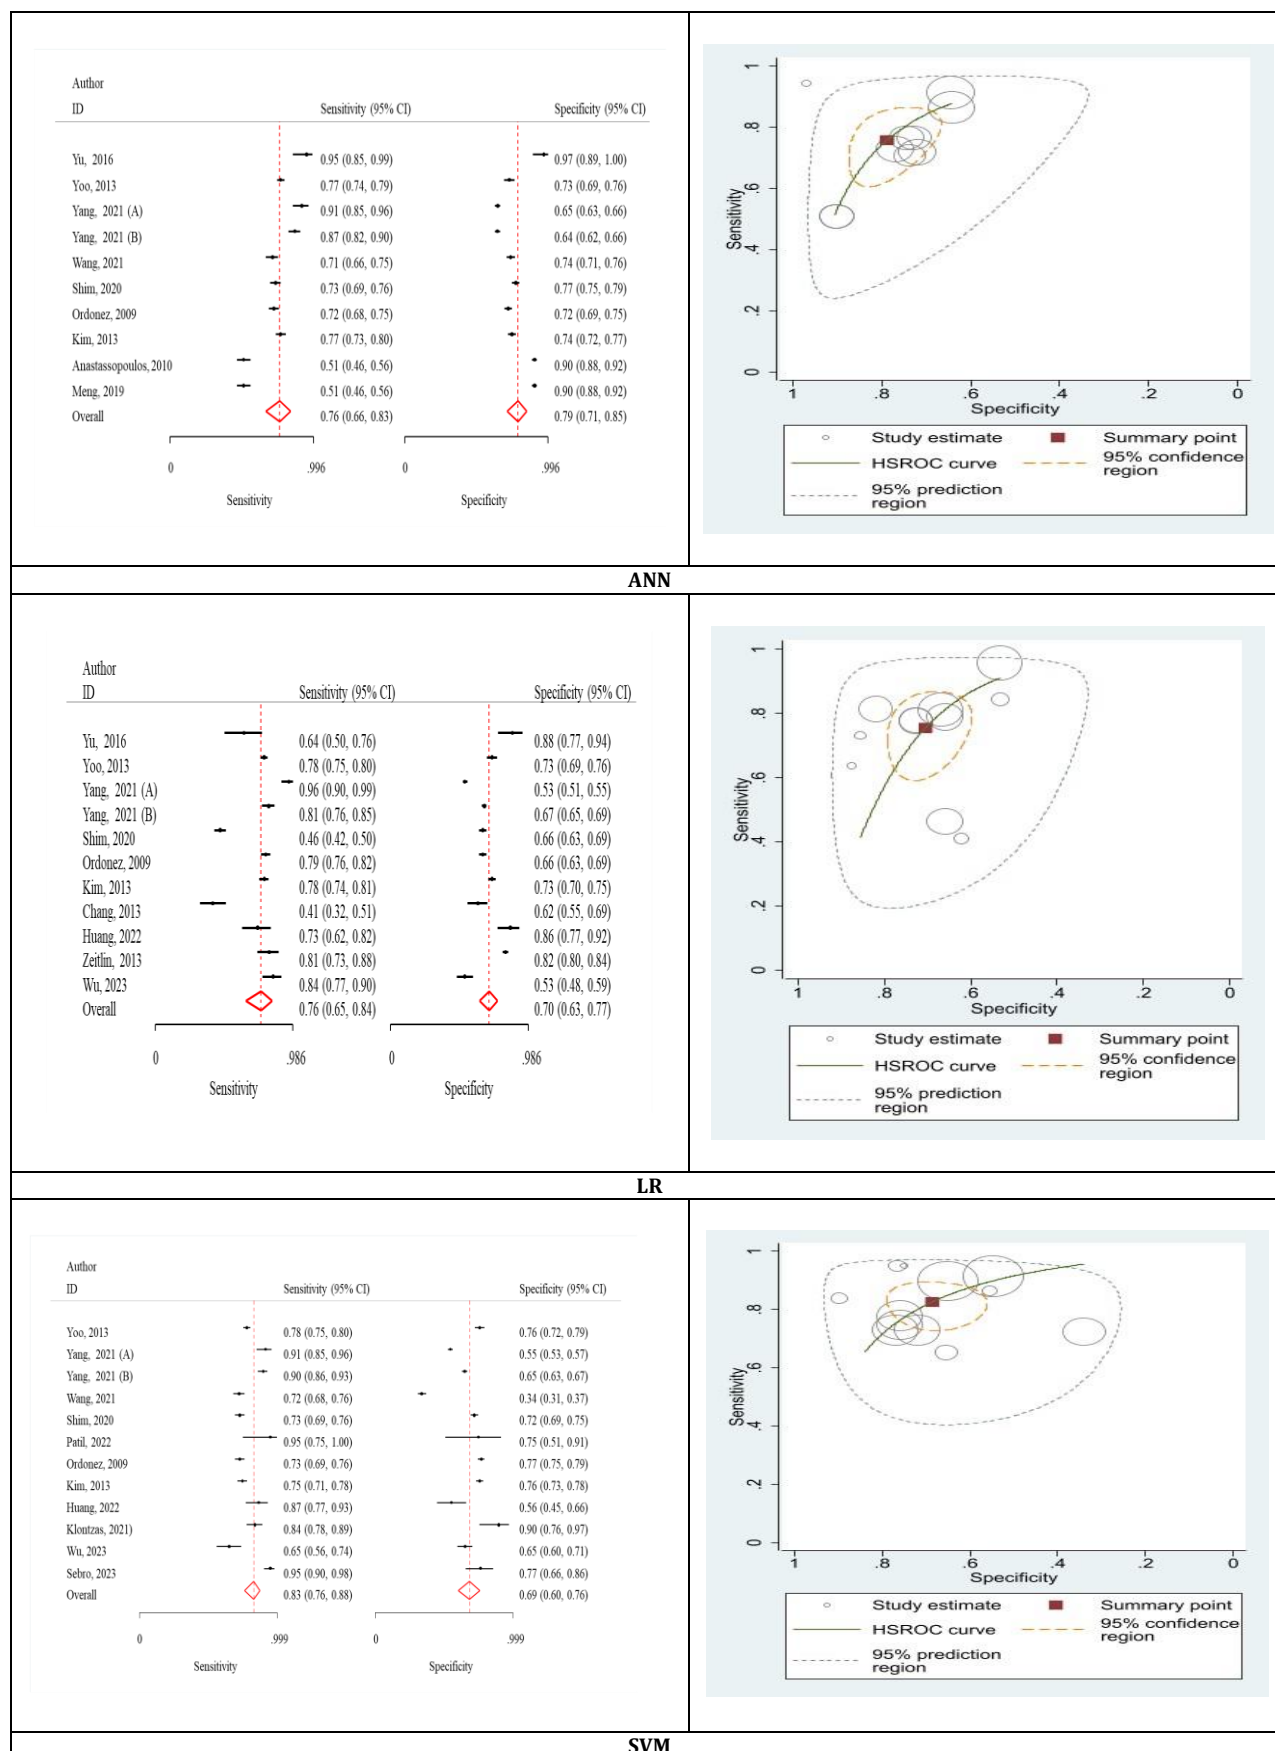 Author
ID Sensitivity (95% CI) Specificity (95% CI)
Yu, 2016 0.95 (0.85, 0.99) 0.97 (0.89, 1.00)
Yoo, 2013 0.77 (0.74, 0.79) 0.73 (0.69, 0.76)
Yang, 2021 (A) 0.91 (0.85, 0.96) 0.65 (0.63, 0.66)
Yang, 2021 (B) 0.87 (0.82, 0.90) 0.64 (0.62, 0.66)
Wang, 2021 0.71 (0.66, 0.75) 0.74 (0.71, 0.76)
Shim, 2020 0.73 (0.69, 0.76) 0.77 (0.75, 0.79)
Ordonez, 2009 0.72 (0.68, 0.75) 0.72 (0.69, 0.75)
Kim, 2013 0.77 (0.73, 0.80) 0.74 (0.72, 0.77)
Anastassopoulos, 2010 0.51 (0.46, 0.56) 0.90 (0.88, 0.92)
Meng, 2019 0.51 (0.46, 0.56) 0.90 (0.88, 0.92)
Overall 0.76 (0.66, 0.83) 0.79 (0.71, 0.85)
0 .996 0 .996
Sensitivity Specificity
1
.8
.6
.4
.2
0
Sensitivity
1 .8 .6 .4 .2 0
Specificity
Study estimate Summary point
HSROC curve 95% confidence
region
95% prediction
region
ANN
Author
ID Sensitivity (95% CI) Specificity (95% CI)
Yu, 2016 0.64 (0.50, 0.76) 0.88 (0.77, 0.94)
Yoo, 2013 0.78 (0.75, 0.80) 0.73 (0.69, 0.76)
Yang, 2021 (A) 0.96 (0.90, 0.99) 0.53 (0.51, 0.55)
Yang, 2021 (B) 0.81 (0.76, 0.85) 0.67 (0.65, 0.69)
Shim, 2020 0.46 (0.42, 0.50) 0.66 (0.63, 0.69)
Ordonez, 2009 0.79 (0.76, 0.82) 0.66 (0.63, 0.69)
Kim, 2013 0.78 (0.74, 0.81) 0.73 (0.70, 0.75)
Chang, 2013 0.41 (0.32, 0.51) 0.62 (0.55, 0.69)
Huang, 2022 0.73 (0.62, 0.82) 0.86 (0.77, 0.92)
Zeitlin, 2013 0.81 (0.73, 0.88) 0.82 (0.80, 0.84)
Wu, 2023 0.84 (0.77, 0.90) 0.53 (0.48, 0.59)
Overall 0.76 (0.65, 0.84) 0.70 (0.63, 0.77)
0 .986 0 .986
Sensitivity Specificity
1
.8
.6
.4
.2
0
Sensitivity
1 .8 .6 .4 .2 0
Specificity
Study estimate Summary point
HSROC curve 95% confidence
region
95% prediction
region
LR
Author
ID Sensitivity (95% CI) Specificity (95% CI)
Yoo, 2013 0.78 (0.75, 0.80) 0.76 (0.72, 0.79)
Yang, 2021 (A) 0.91 (0.85, 0.96) 0.55 (0.53, 0.57)
Yang, 2021 (B) 0.90 (0.86, 0.93) 0.65 (0.63, 0.67)
Wang, 2021 0.72 (0.68, 0.76) 0.34 (0.31, 0.37)
Shim, 2020 0.73 (0.69, 0.76) 0.72 (0.69, 0.75)
Patil, 2022 0.95 (0.75, 1.00) 0.75 (0.51, 0.91)
Ordonez, 2009 0.73 (0.69, 0.76) 0.77 (0.75, 0.79)
Kim, 2013 0.75 (0.71, 0.78) 0.76 (0.73, 0.78)
Huang, 2022 0.87 (0.77, 0.93) 0.56 (0.45, 0.66)
Klontzas, 2021) 0.84 (0.78, 0.89) 0.90 (0.76, 0.97)
Wu, 2023 0.65 (0.56, 0.74) 0.65 (0.60, 0.71)
Sebro, 2023 0.95 (0.90, 0.98) 0.77 (0.66, 0.86)
Overall 0.83 (0.76, 0.88) 0.69 (0.60, 0.76)
0 .999 0 .999
Sensitivity Specificity
1
.8
.6
.4
.2
0
Sensitivity
1 .8 .6 .4 .2 0
Specificity
Study estimate Summary point
HSROC curve 95% confidence
region
95% prediction
region
SVM